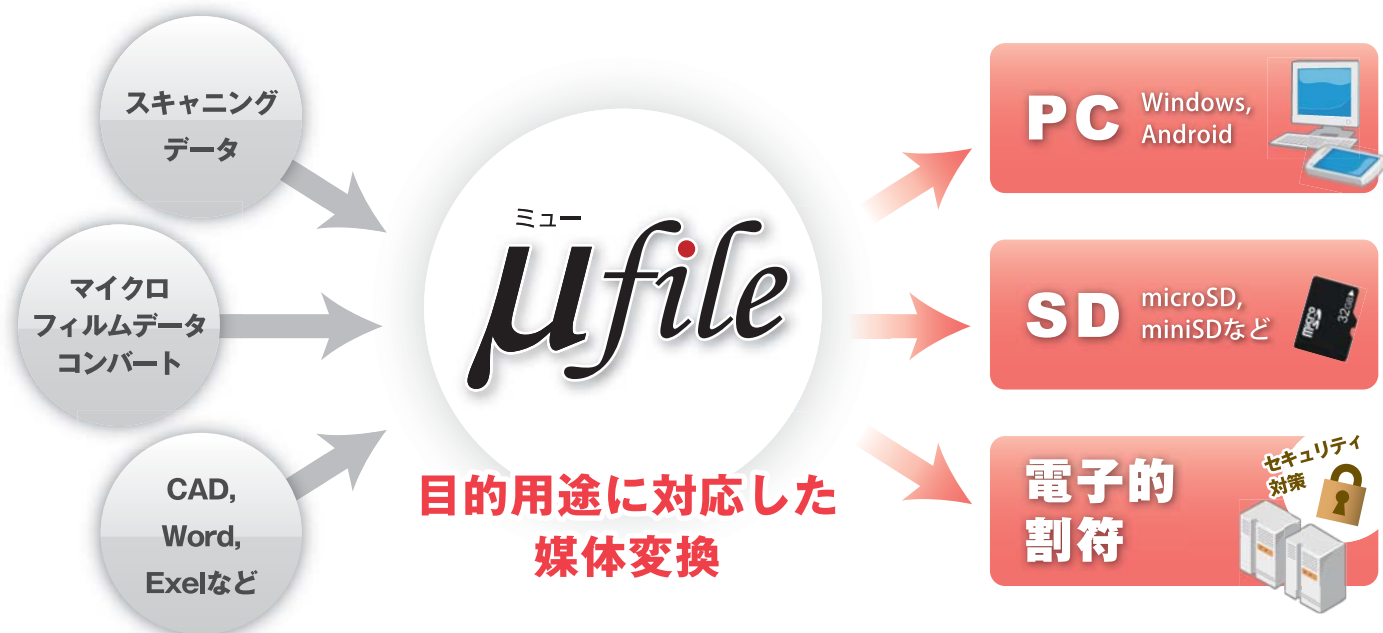 スキャニング
データ
マイクロ
フィルムデータ
コンバート
CAD,
Word,
Exelなど
ミュー
μfile
目的用途に対応した
媒体変換
PC
Windows,
Android
SD
microSD,
miniSDなど
micro
SD
32GB
電子的
割符
セキュリティ
対策